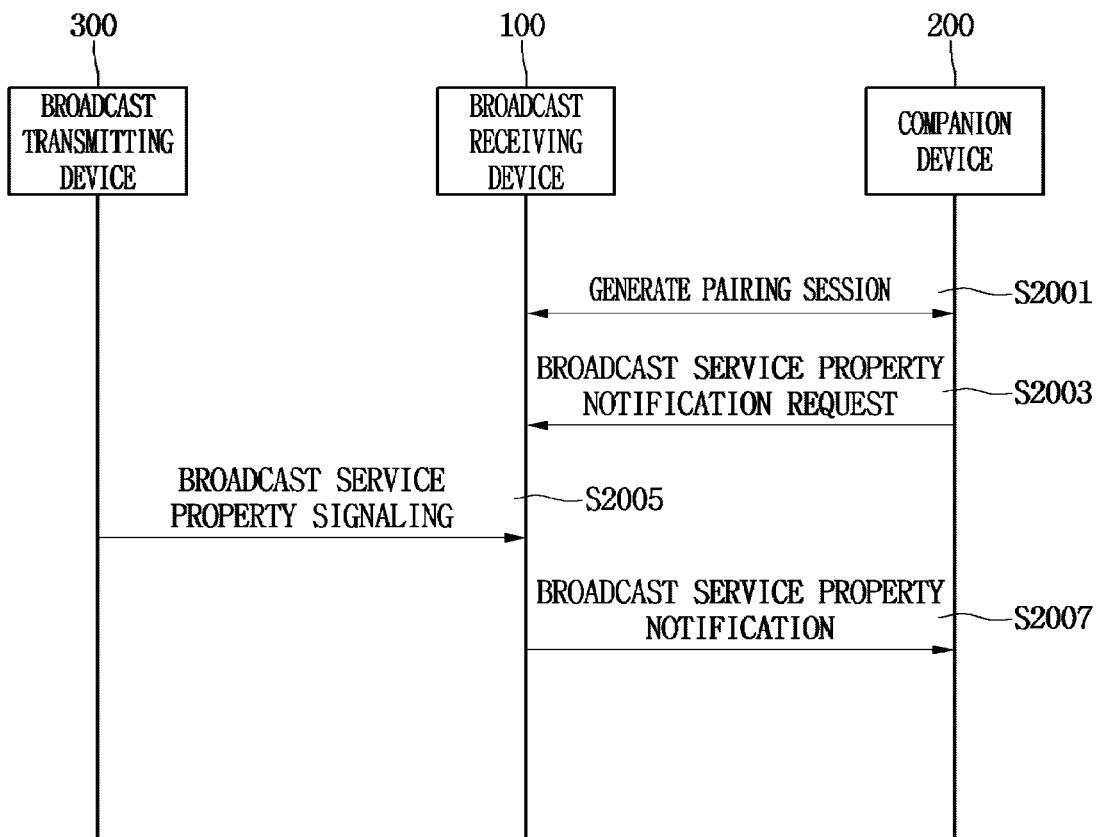 300
100
200
BROADCAST
TRANSMITTING
DEVICE
BROADCAST
RECEIVING
DEVICE
COMPANION
DEVICE
GENERATE PAIRING SESSION
S2001
BROADCAST SERVICE PROPERTY
NOTIFICATION REQUEST
S2003
BROADCAST SERVICE
PROPERTY SIGNALING
S2005
BROADCAST SERVICE PROPERTY
NOTIFICATION
S2007